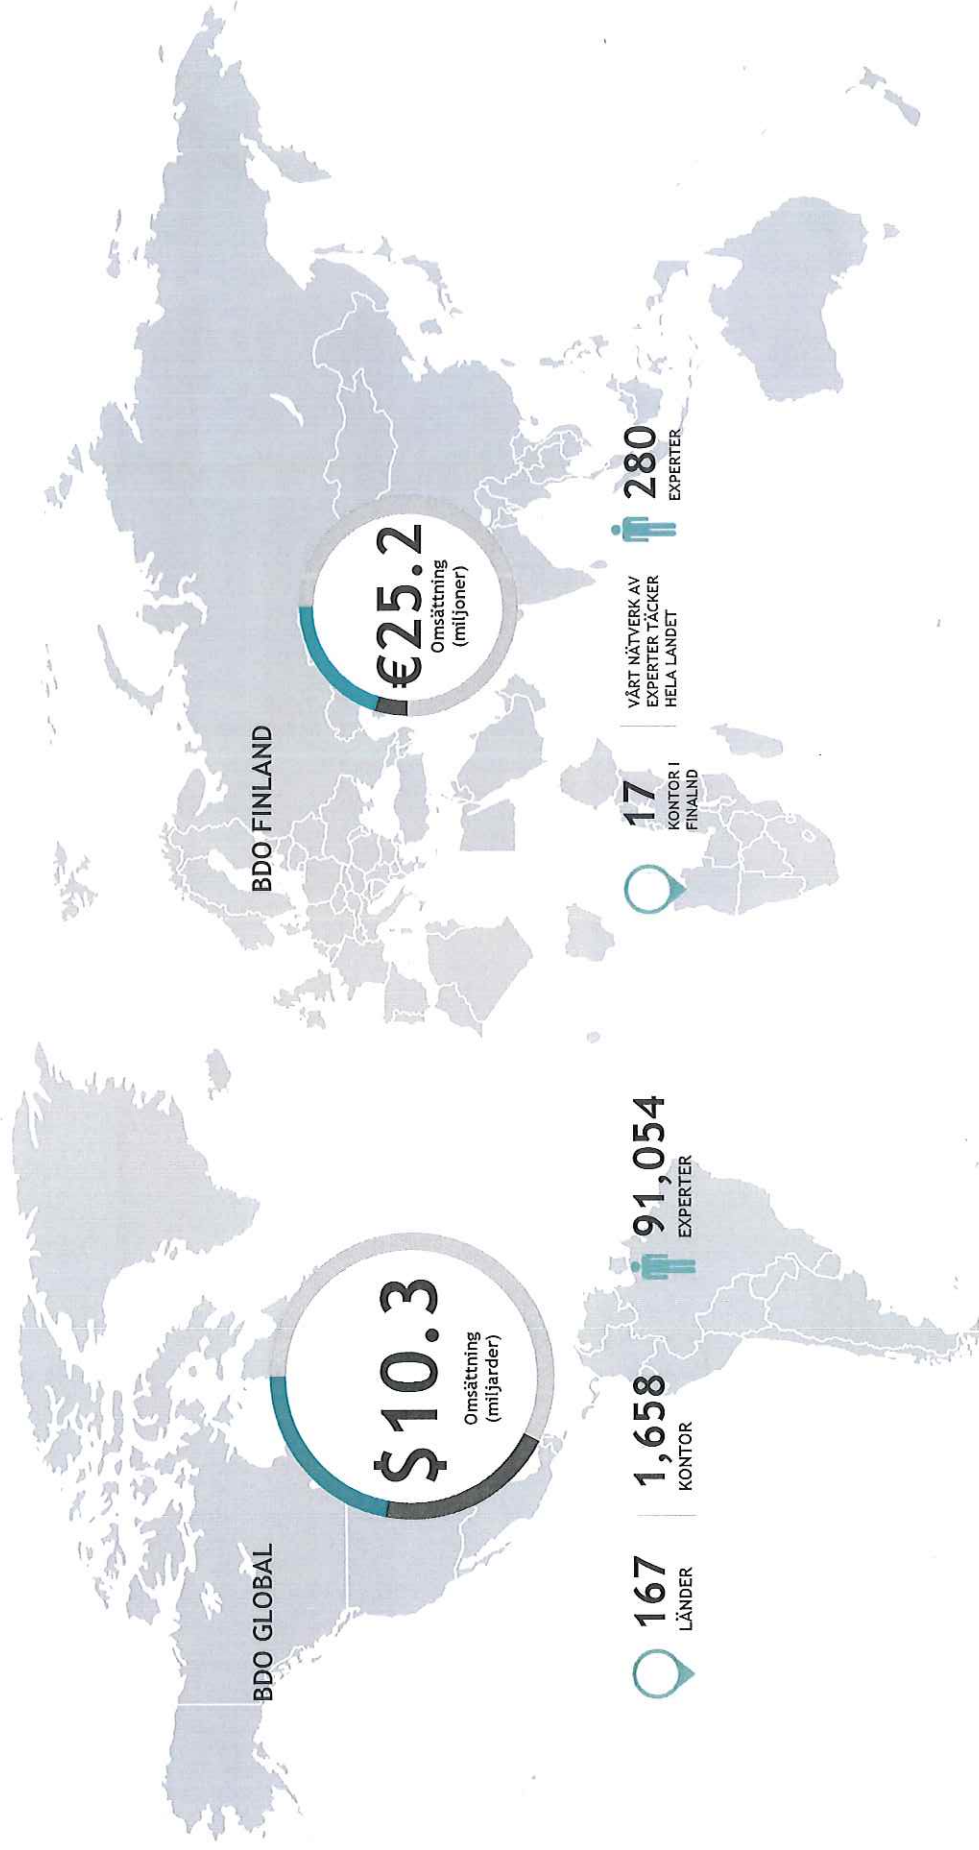 BDO GLOBAL
$10.3
Omsättning
(miljarder)
167
LÄNDER
1,658
KONTOR
91,054
EXPERTER
BDO FINLAND
€25.2
Omsättning
(miljoner)
17
KONTOR I
FINALND
VÅRT NÄTVERK AV
EXPERTER TÄCKER
HELA LANDET
280
EXPERTER